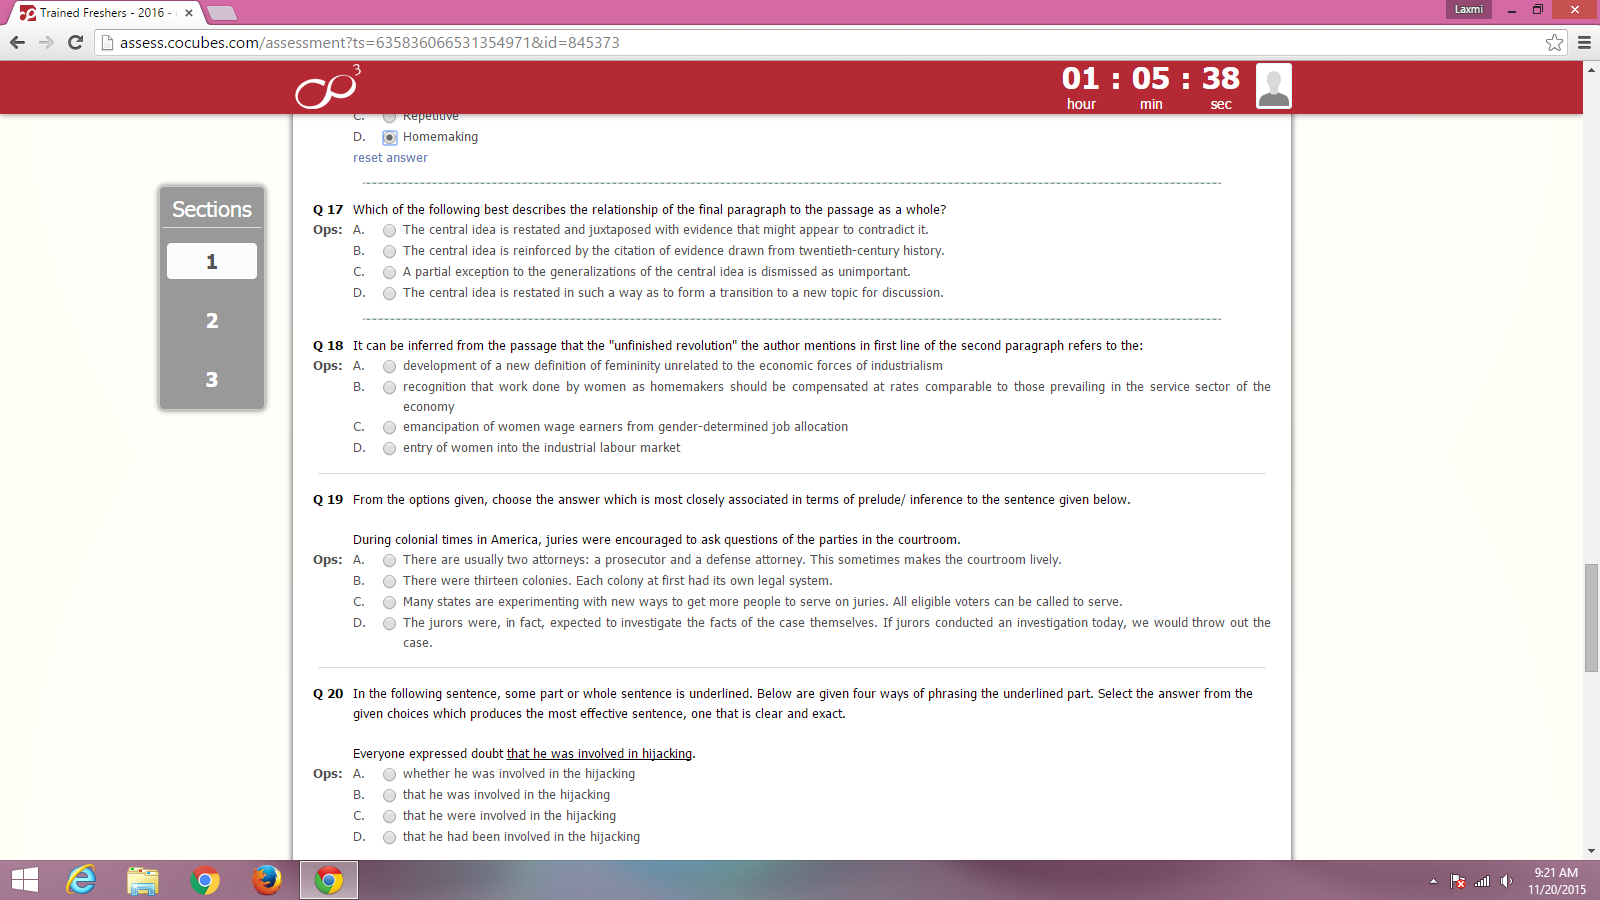 Trained Freshers - 2016 -
Laxmi
assess.cocubes.com/assessment?ts=635836066531354971&id=845373
3
01 : 05 : 38
hour min sec
C. Repetitive
D. Homemaking
reset answer
Sections
1
2
3
Q 17 Which of the following best describes the relationship of the final paragraph to the passage as a whole?
Ops: A. The central idea is restated and juxtaposed with evidence that might appear to contradict it.
B. The central idea is reinforced by the citation of evidence drawn from twentieth-century history.
C. A partial exception to the generalizations of the central idea is dismissed as unimportant.
D. The central idea is restated in such a way as to form a transition to a new topic for discussion.
Q 18 It can be inferred from the passage that the "unfinished revolution" the author mentions in first line of the second paragraph refers to the:
Ops: A. development of a new definition of femininity unrelated to the economic forces of industrialism
B. recognition that work done by women as homemakers should be compensated at rates comparable to those prevailing in the service sector of the
economy
C. emancipation of women wage earners from gender-determined job allocation
D. entry of women into the industrial labour market
Q 19 From the options given, choose the answer which is most closely associated in terms of prelude/ inference to the sentence given below.
During colonial times in America, juries were encouraged to ask questions of the parties in the courtroom.
Ops: A. There are usually two attorneys: a prosecutor and a defense attorney. This sometimes makes the courtroom lively.
B. There were thirteen colonies. Each colony at first had its own legal system.
C. Many states are experimenting with new ways to get more people to serve on juries. All eligible voters can be called to serve.
D. The jurors were, in fact, expected to investigate the facts of the case themselves. If jurors conducted an investigation today, we would throw out the
case.
Q 20 In the following sentence, some part or whole sentence is underlined. Below are given four ways of phrasing the underlined part. Select the answer from the
given choices which produces the most effective sentence, one that is clear and exact.
Everyone expressed doubt that he was involved in hijacking.
Ops: A. whether he was involved in the hijacking
B. that he was involved in the hijacking
C. that he were involved in the hijacking
D. that he had been involved in the hijacking
9:21 AM
11/20/2015